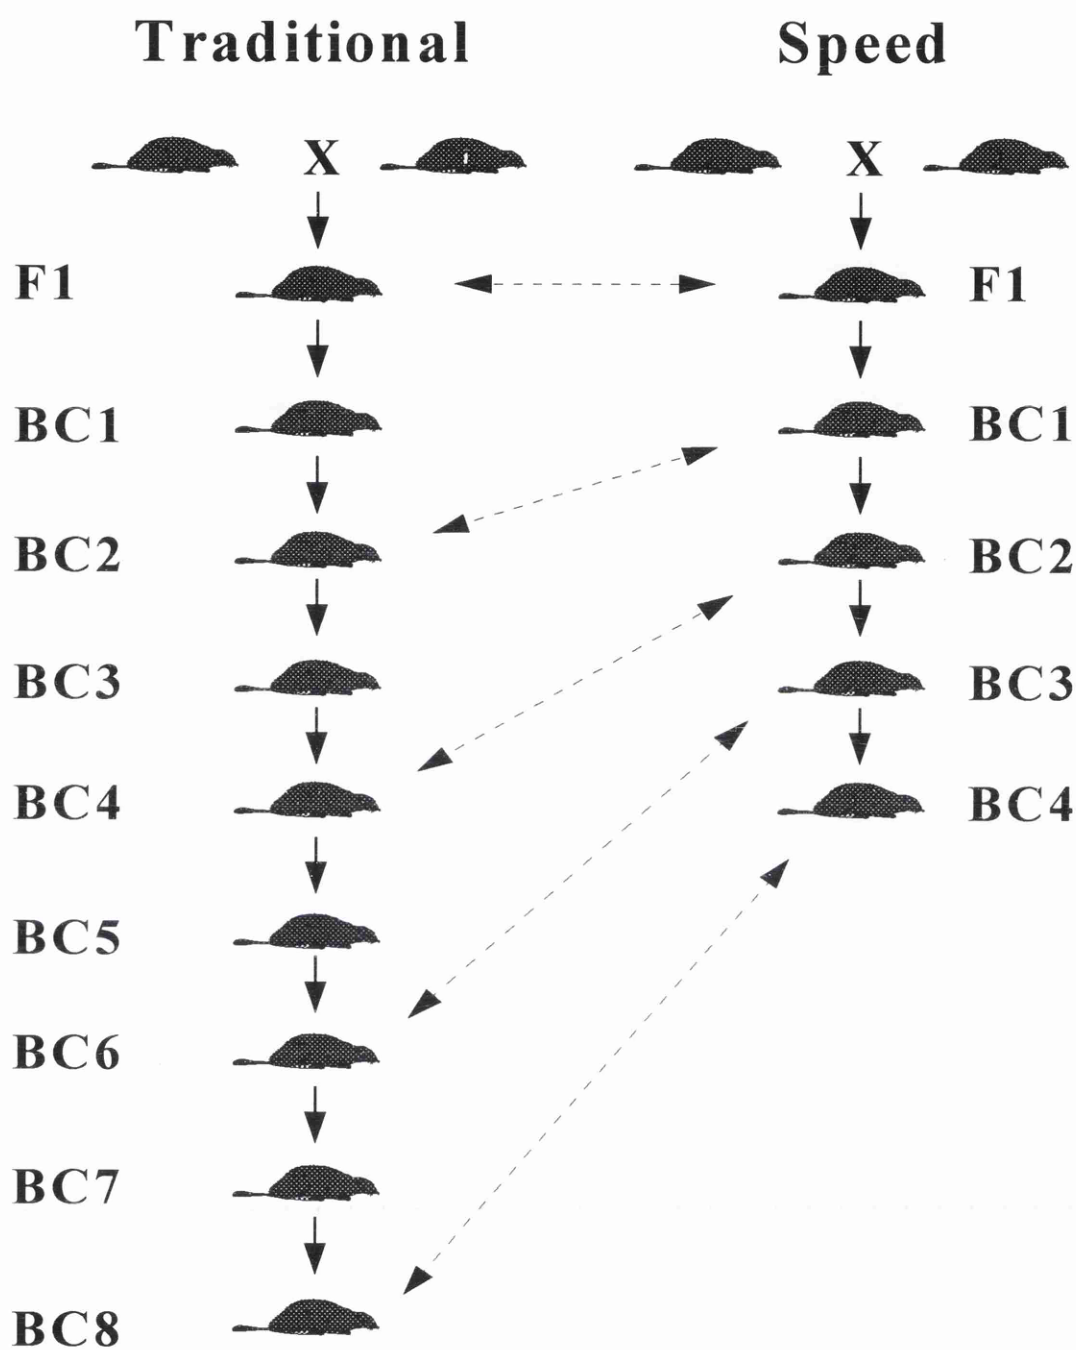 Traditional Speed
X X
F1 F1
BC1 BC1
BC2 BC2
BC3 BC3
BC4 BC4
BC5
BC6
BC7
BC8